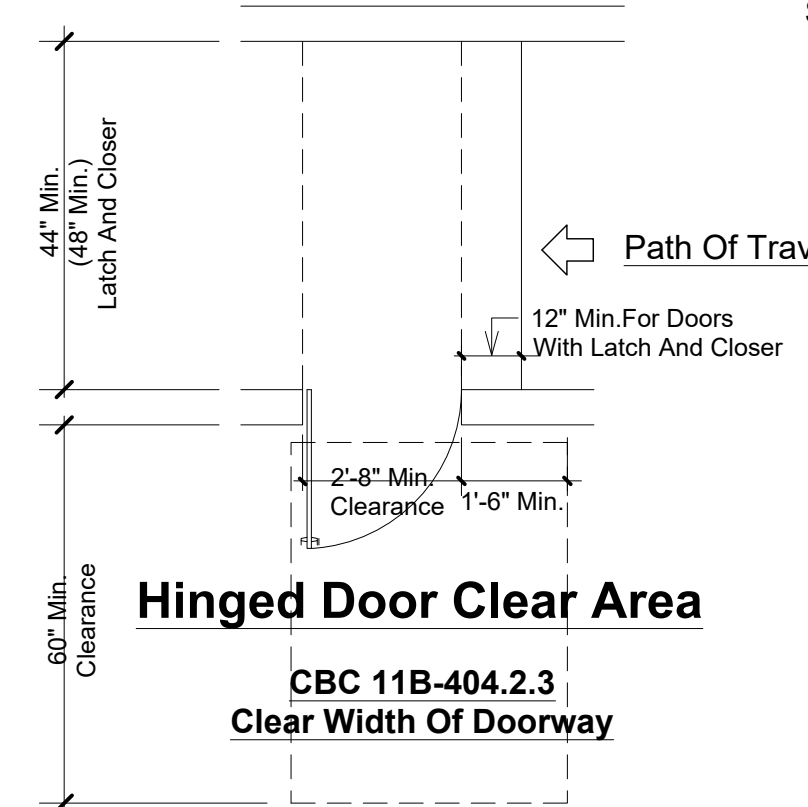 44" Min.
(48" Min.)
Latch And Closer
Path Of Trav
12" Min.For Doors
With Latch And Closer
2'-8" Min.
Clearance
1'-6" Min.
60" Min.
Clearance
Hinged Door Clear Area
CBC 11B-404.2.3
Clear Width Of Doorway